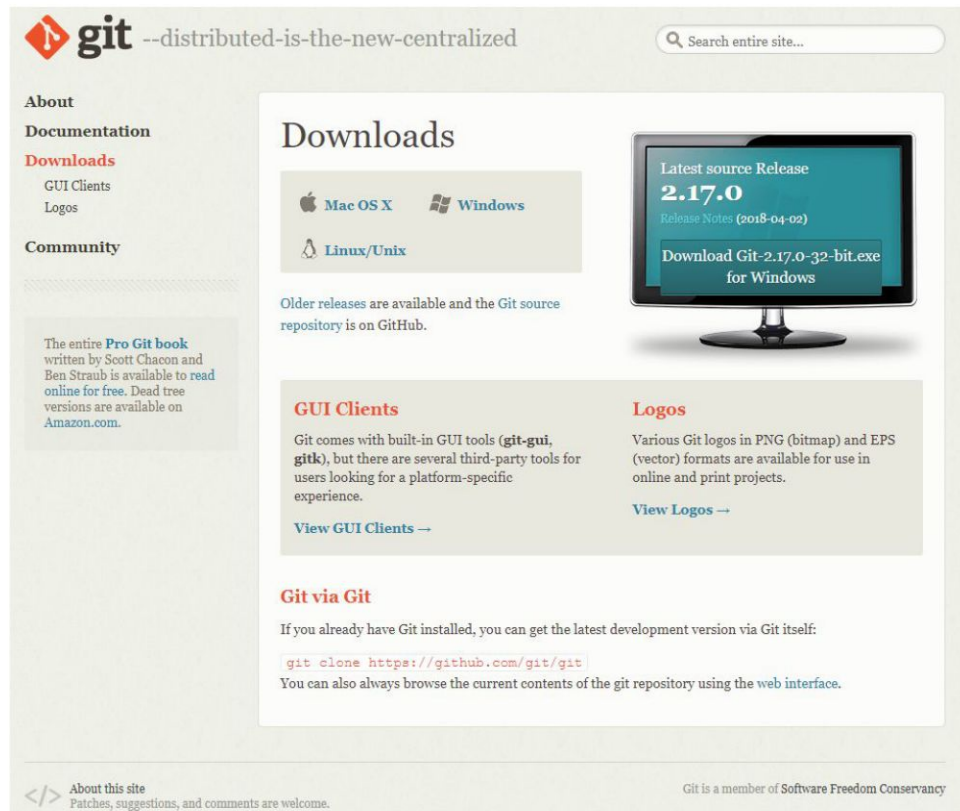 git --distributed-is-the-new-centralized
Search entire site...
About
Documentation
Downloads
GUI Clients
Logos
Community
The entire Pro Git book
written by Scott Chacon and
Ben Straub is available to read
online for free. Dead tree
versions are available on
Amazon.com.
Downloads
Mac OS X Windows
Linux/Unix
Older releases are available and the Git source
repository is on GitHub.
Latest source Release
2.17.0
Release Notes (2018-04-02)
Download Git-2.17.0-32-bit.exe
for Windows
GUI Clients
Git comes with built-in GUI tools (git-gui,
gitk), but there are several third-party tools for
users looking for a platform-specific
experience.
View GUI Clients →
Logos
Various Git logos in PNG (bitmap) and EPS
(vector) formats are available for use in
online and print projects.
View Logos →
Git via Git
If you already have Git installed, you can get the latest development version via Git itself:
git clone https://github.com/git/git
You can also always browse the current contents of the git repository using the web interface.
</> About this site
Patches, suggestions, and comments are welcome.
Git is a member of Software Freedom Conservancy